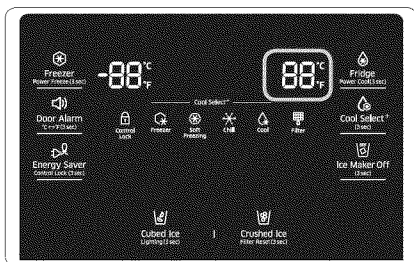 -88 °C °F
88 °C °F
Freezer
Power Freeze(3 sec)
Fridge
Power Cool(3 sec)
Cool Select+
Door Alarm
°C↔°F(3 sec)
Control
Lock
Freezer
Soft
Freezing
Chill
Cool
Filter
Cool Select+
(3 sec)
Energy Saver
Control Lock (3 sec)
OFF
Ice Maker Off
(3 sec)
Cubed Ice
Lighting(3 sec)
Crushed Ice
Filter Reset(3 sec)